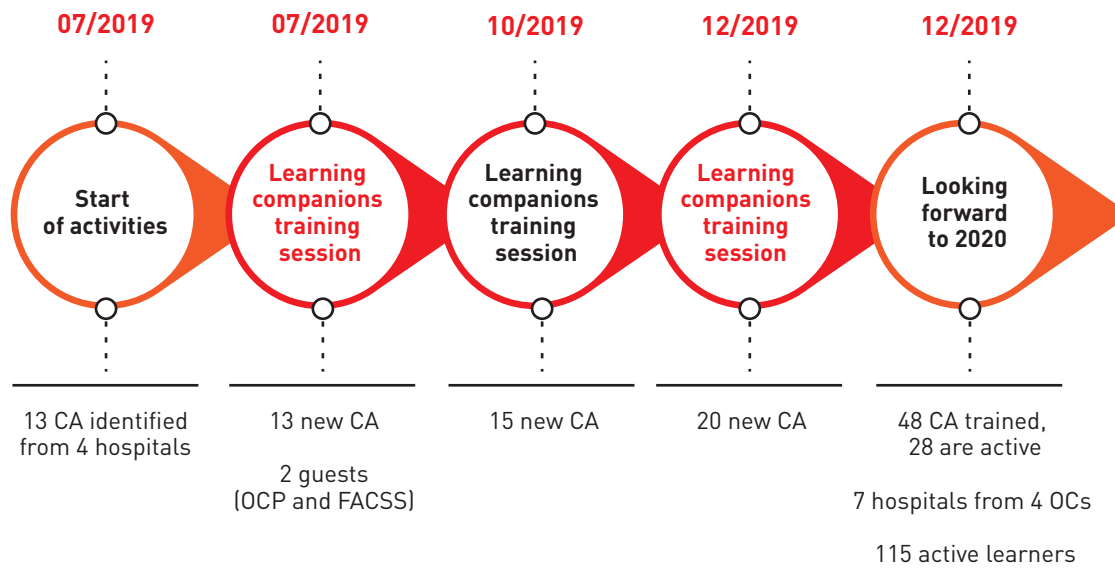 07/2019
Start
of activities
13 CA identified
from 4 hospitals
07/2019
Learning
companions
training
session
13 new CA
2 guests
(OCP and FACSS)
10/2019
Learning
companions
training
session
15 new CA
12/2019
Learning
companions
training
session
20 new CA
12/2019
Looking
forward
to 2020
48 CA trained,
28 are active
7 hospitals from 4 OCs
115 active learners